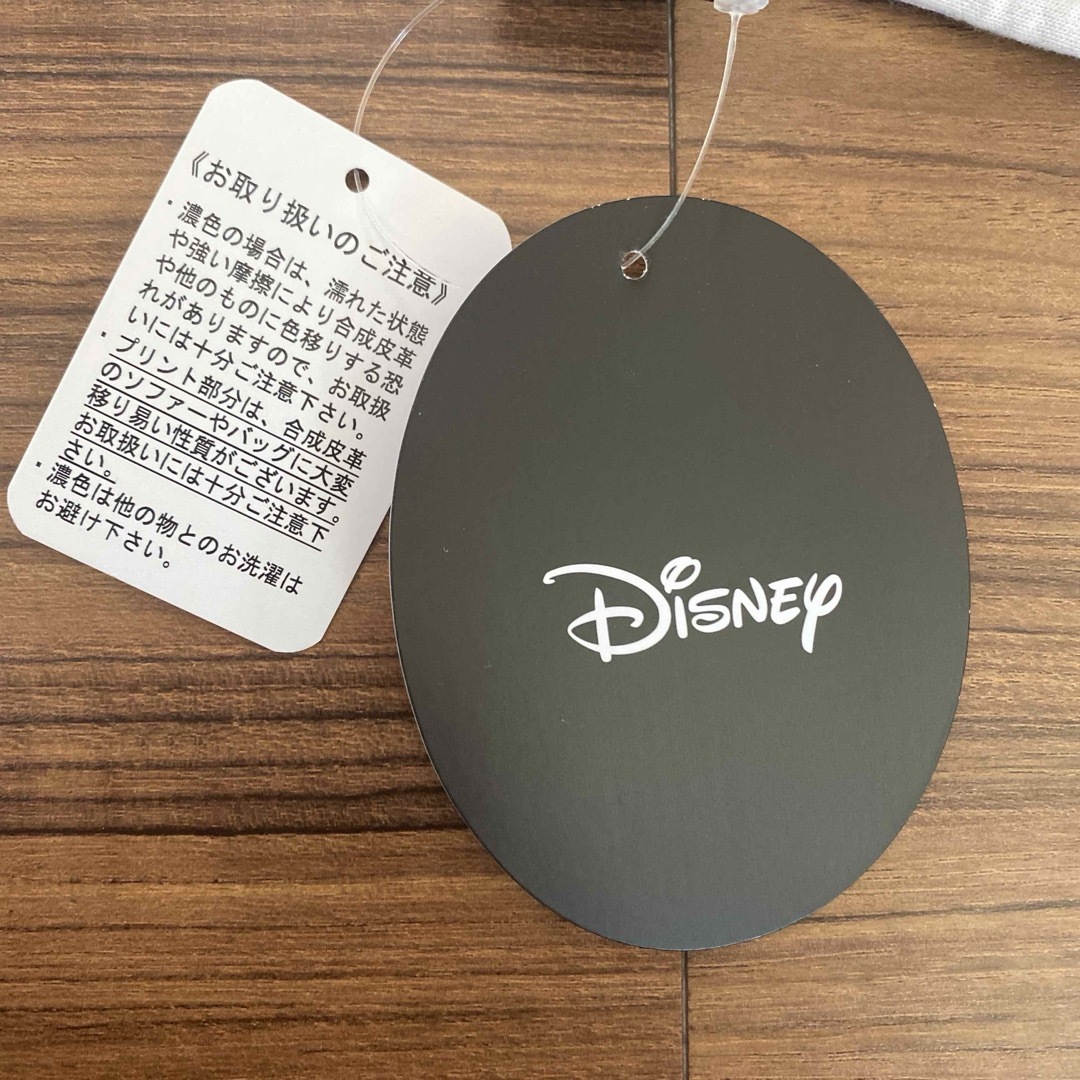 《お取り扱いのご注意》
・濃色の場合は、濡れた状態
や強い摩擦により合成皮革
や他のものに色移りする恐
れがありますので、お取扱
いには十分ご注意下さい。
・プリント部分は、合成皮革
のソファーやバッグに大変
移り易い性質がございます。
お取扱いには十分ご注意下
さい。
・濃色は他の物とのお洗濯は
お避け下さい。
Disney